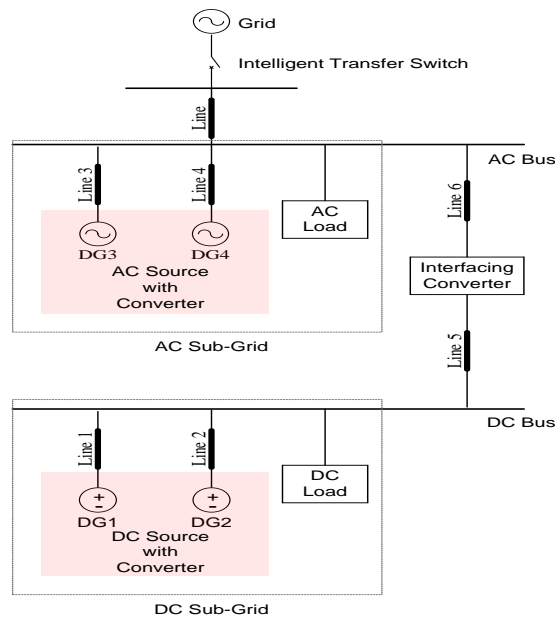 Grid
Intelligent Transfer Switch
Line
AC Bus
Line 3
Line 4
Line 6
AC
Load
DG3
DG4
AC Source
with
Converter
Interfacing
Converter
AC Sub-Grid
Line 5
DC Bus
Line 1
Line 2
DC
Load
+
-
+
-
DG1
DG2
DC Source
with
Converter
DC Sub-Grid